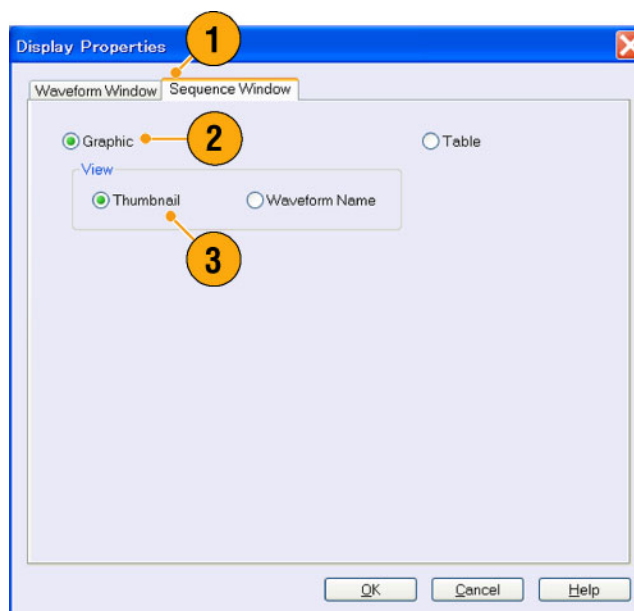 1
Display Properties
Waveform Window Sequence Window
Graphic 2 Table
View
Thumbnail Waveform Name
3
OK Cancel Help